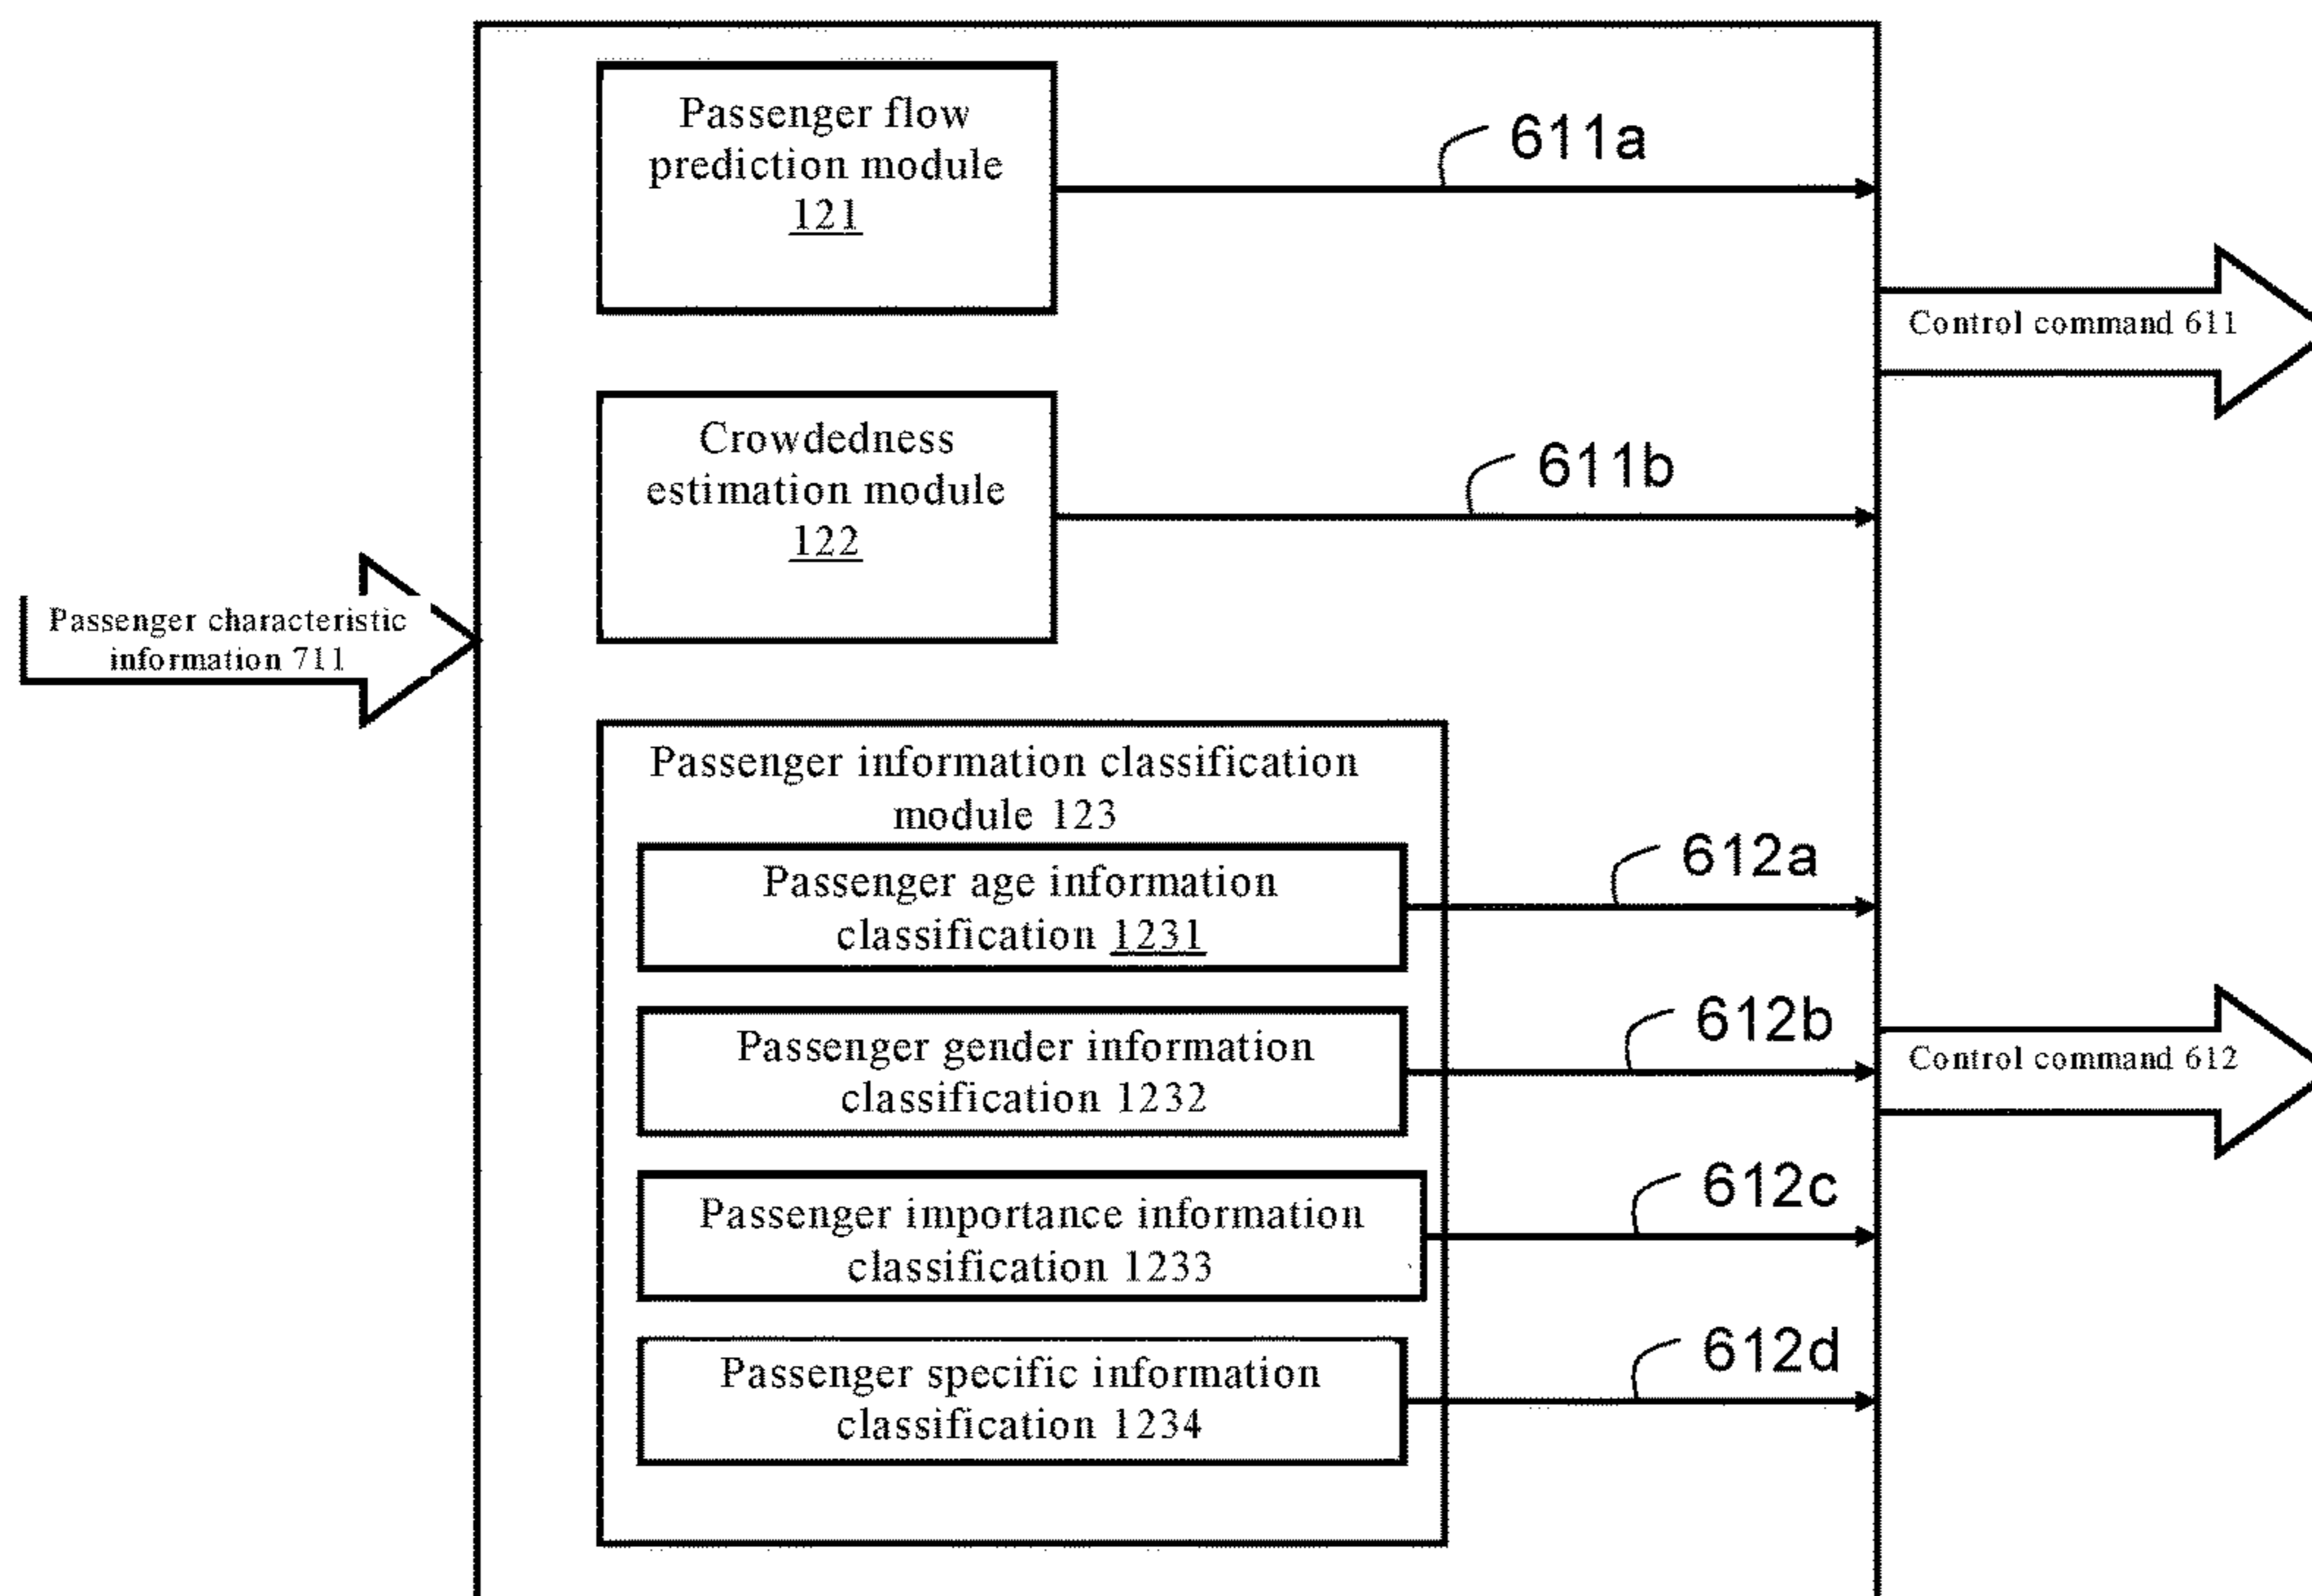 Passenger flow
prediction module
121
611a
Control command 611
Crowdedness
estimation module
122
611b
Passenger characteristic
information 711
Passenger information classification
module 123
Passenger age information
classification 1231
612a
Passenger gender information
classification 1232
612b
Control command 612
Passenger importance information
classification 1233
612c
Passenger specific information
classification 1234
612d